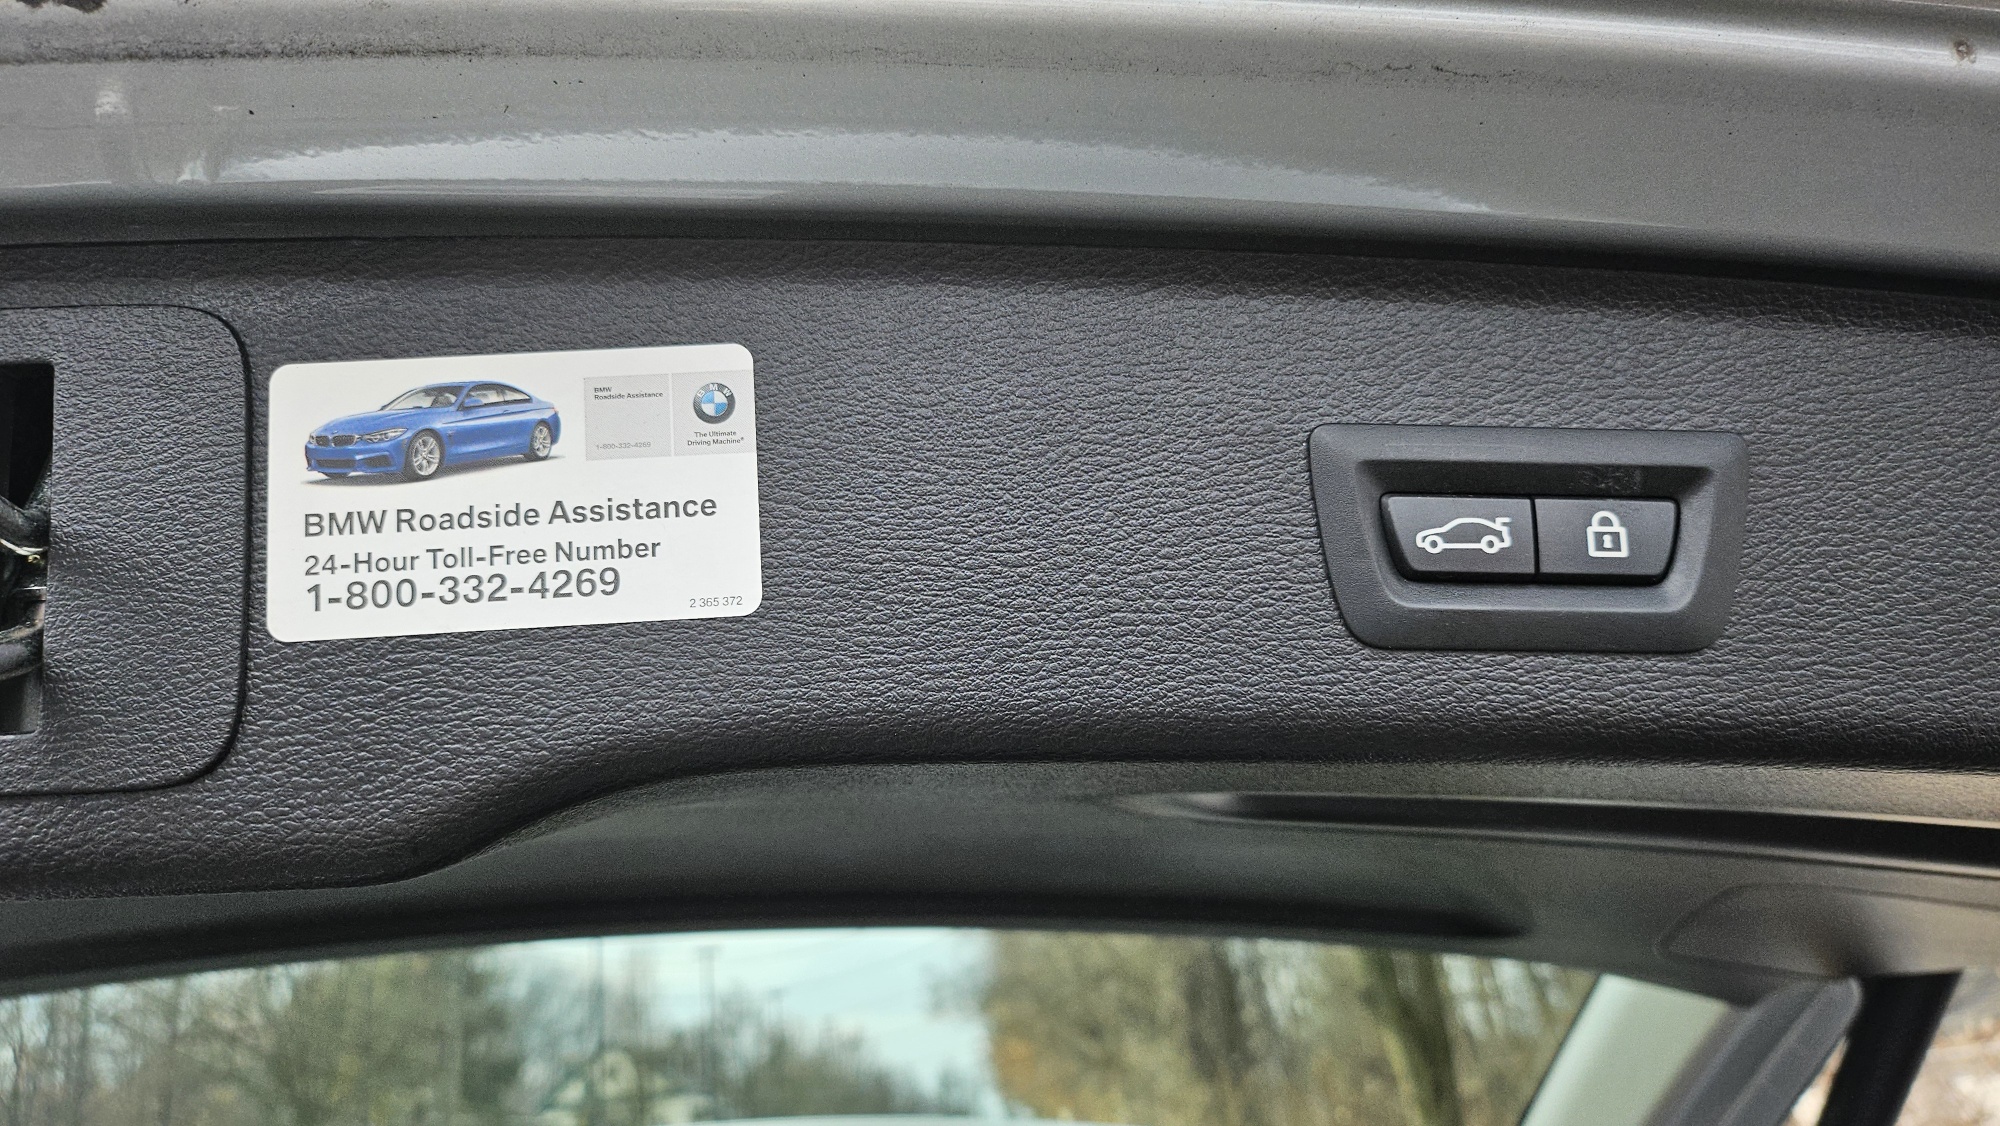 BMW
Roadside Assistance
1-800-332-4269
BMW
The Ultimate
Driving Machine®
BMW Roadside Assistance
24-Hour Toll-Free Number
1-800-332-4269
2 365 372